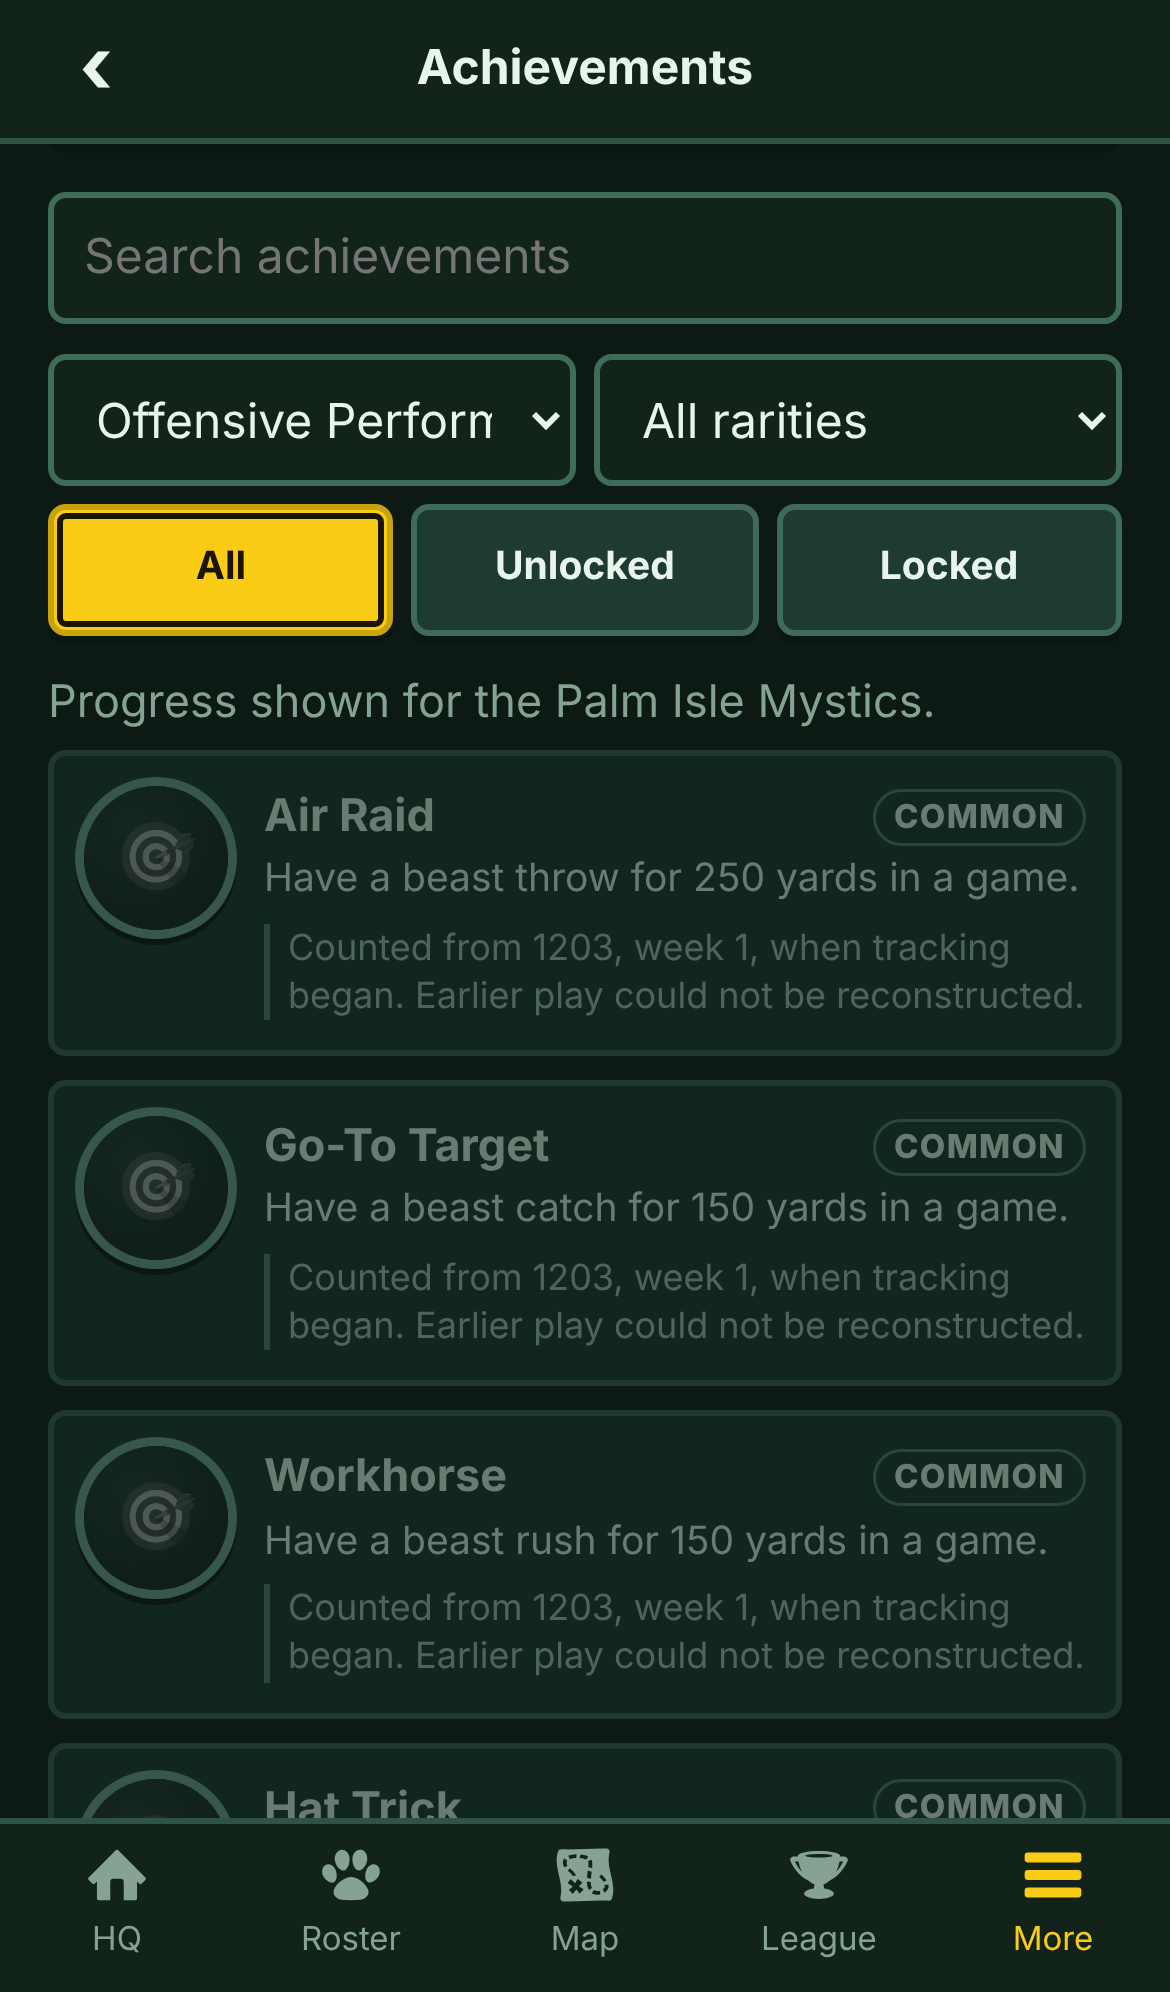 Achievements
Search achievements
Offensive Perform
All rarities
All
Unlocked
Locked
Progress shown for the Palm Isle Mystics.
Air Raid
COMMON
Have a beast throw for 250 yards in a game.
Counted from 1203, week 1, when tracking
began. Earlier play could not be reconstructed.
Go-To Target
COMMON
Have a beast catch for 150 yards in a game.
Counted from 1203, week 1, when tracking
began. Earlier play could not be reconstructed.
Workhorse
COMMON
Have a beast rush for 150 yards in a game.
Counted from 1203, week 1, when tracking
began. Earlier play could not be reconstructed.
Hat Trick
COMMON
HQ
Roster
Map
League
More